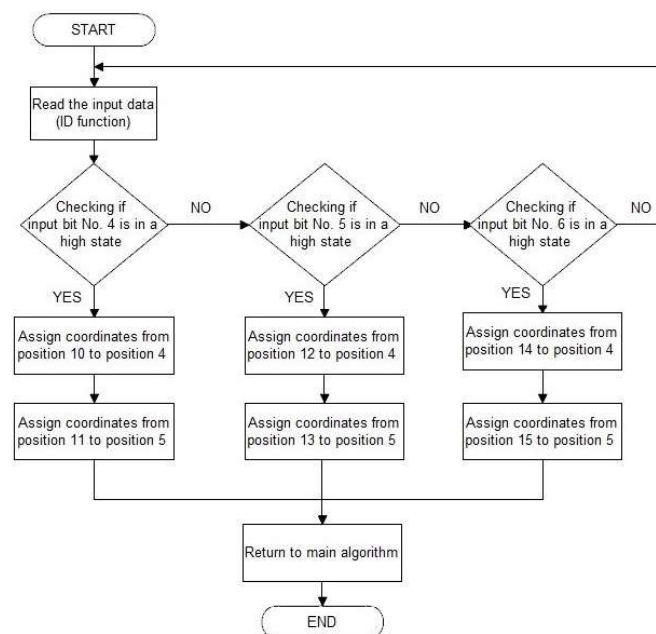 START
Read the input data
(ID function)
Checking if
input bit No. 4 is in a
high state
NO
Checking if
input bit No. 5 is in a
high state
NO
Checking if
input bit No. 6 is in a
high state
NO
YES
YES
YES
Assign coordinates from
position 10 to position 4
Assign coordinates from
position 12 to position 4
Assign coordinates from
position 14 to position 4
Assign coordinates from
position 11 to position 5
Assign coordinates from
position 13 to position 5
Assign coordinates from
position 15 to position 5
Return to main algorithm
END